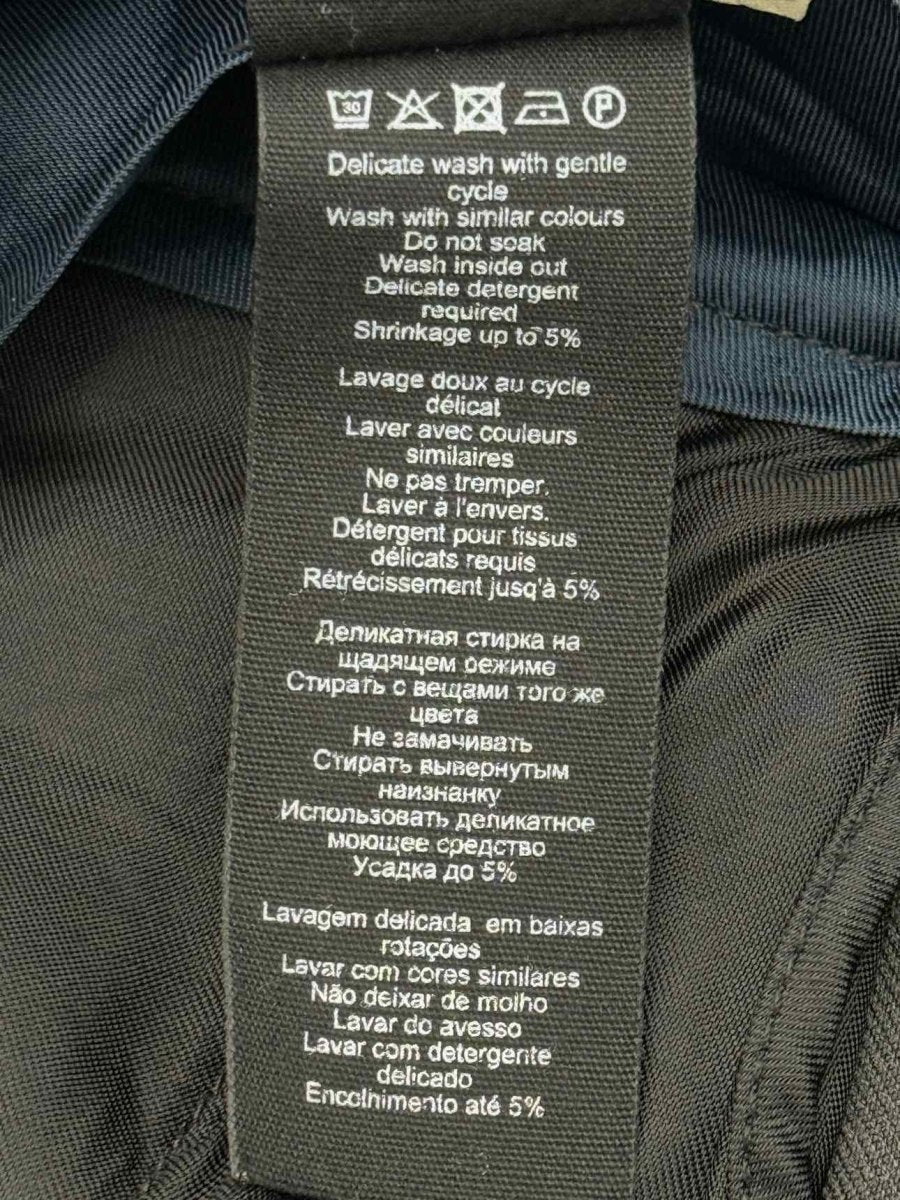 30 P
Delicate wash with gentle
cycle
Wash with similar colours
Do not soak
Wash inside out
Delicate detergent
required
Shrinkage up to 5%
Lavage doux au cycle
délicat
Laver avec couleurs
similaires
Ne pas tremper.
Laver à l'envers.
Détergent pour tissus
délicats requis
Rétrécissement jusqu'à 5%
Деликатная стирка на
щадящем режиме
Стирать с вещами того же
цвета
Не замачивать
Стирать вывернутым
наизнанку
Использовать деликатное
моющее средство
Усадка до 5%
Lavagem delicada em baixas
rotações
Lavar com cores similares
Não deixar de molho
Lavar do avesso
Lavar com detergente
delicado
Encolhimento até 5%